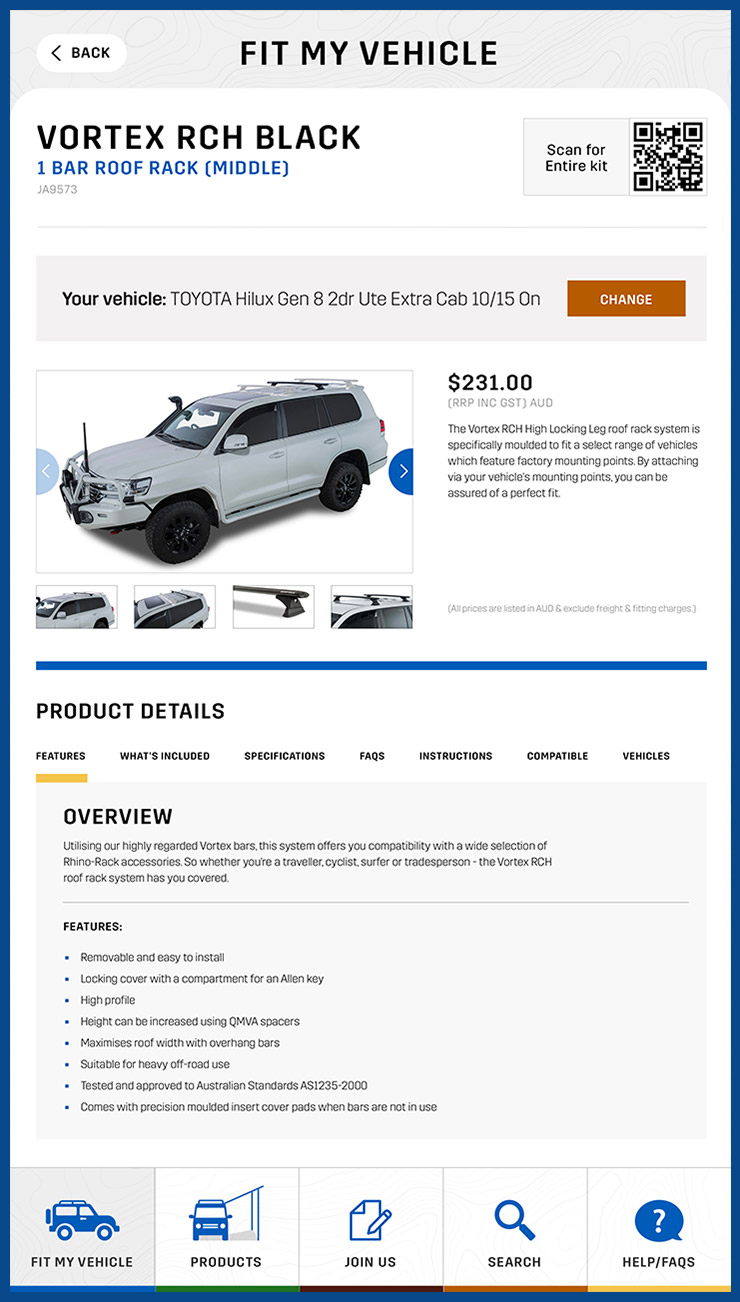 BACK
FIT MY VEHICLE
VORTEX RCH BLACK
1 BAR ROOF RACK (MIDDLE)
JA9573
Scan for
Entire kit
Your vehicle: TOYOTA Hilux Gen 8 2dr Ute Extra Cab 10/15 On
CHANGE
$231.00
(RRP INC GST) AUD
The Vortex RCH High Locking Leg roof rack system is
specifically moulded to fit a select range of vehicles
which feature factory mounting points. By attaching
via your vehicle's mounting points, you can be
assured of a perfect fit.
(All prices are listed in AUD & exclude freight & fitting charges.)
PRODUCT DETAILS
FEATURES WHAT'S INCLUDED SPECIFICATIONS FAQS INSTRUCTIONS COMPATIBLE VEHICLES
OVERVIEW
Utilising our highly regarded Vortex bars, this system offers you compatibility with a wide selection of
Rhino-Rack accessories. So whether you're a traveller, cyclist, surfer or tradesperson - the Vortex RCH
roof rack system has you covered.
FEATURES:
Removable and easy to install
Locking cover with a compartment for an Allen key
High profile
Height can be increased using QMVA spacers
Maximises roof width with overhang bars
Suitable for heavy off-road use
Tested and approved to Australian Standards AS1235-2000
Comes with precision moulded insert cover pads when bars are not in use
FIT MY VEHICLE PRODUCTS JOIN US SEARCH HELP/FAQS